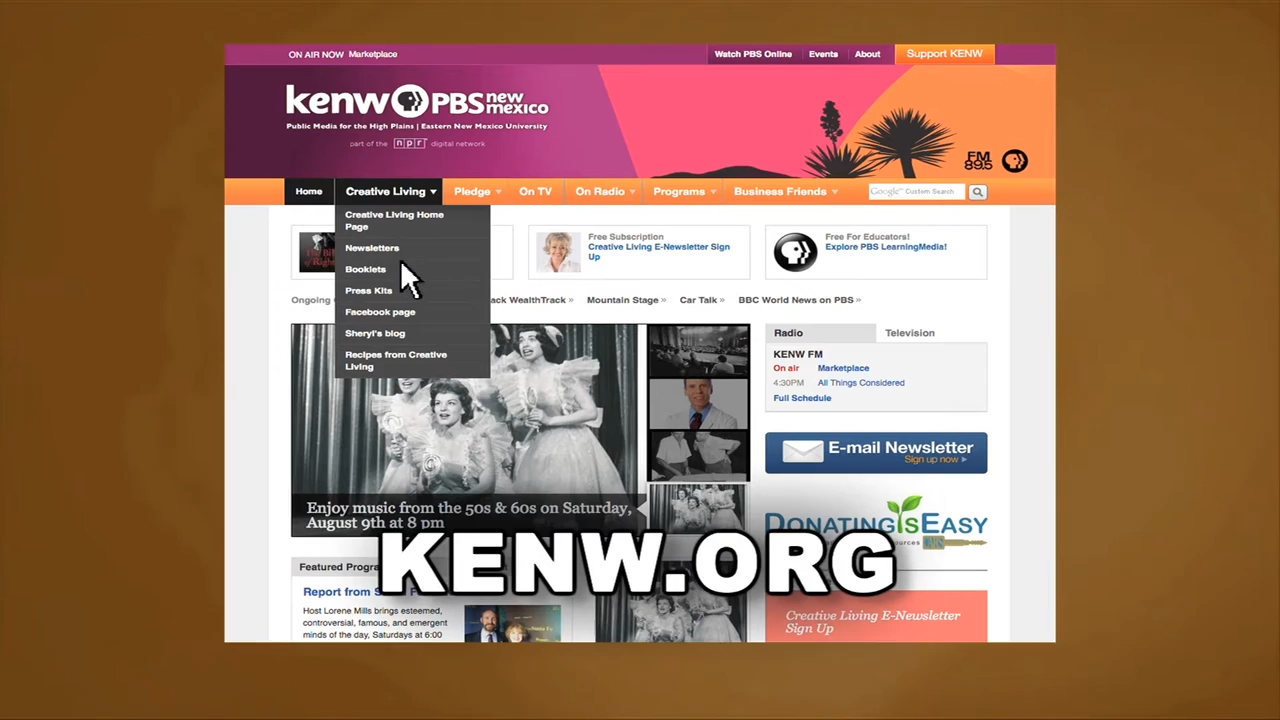 ON AIR NOW Marketplace
Watch PBS Online Events About Support KENW
kenw PBS new mexico
Public Media for the High Plains | Eastern New Mexico University
part of the npr digital network
FM 89.5
Home Creative Living Pledge On TV On Radio Programs Business Friends Google Custom Search
Creative Living Home
Page
Newsletters
Booklets
Press Kits
Facebook page
Sheryl's blog
Recipes from Creative
Living
Free Subscription
Creative Living E-Newsletter Sign
Up
Free For Educators!
Explore PBS LearningMedia!
Ongoing WealthTrack » Mountain Stage » Car Talk » BBC World News on PBS »
Enjoy music from the 50s & 60s on Saturday,
August 9th at 8 pm
Radio Television
KENW FM
On air Marketplace
4:30PM All Things Considered
Full Schedule
E-mail Newsletter
Sign up now
DONATING IS EASY
CARS
KENW.ORG
Featured
Report from
Host Lorene Mills brings esteemed,
controversial, famous, and emergent
minds of the day, Saturdays at 6:00
Creative Living E-Newsletter
Sign Up